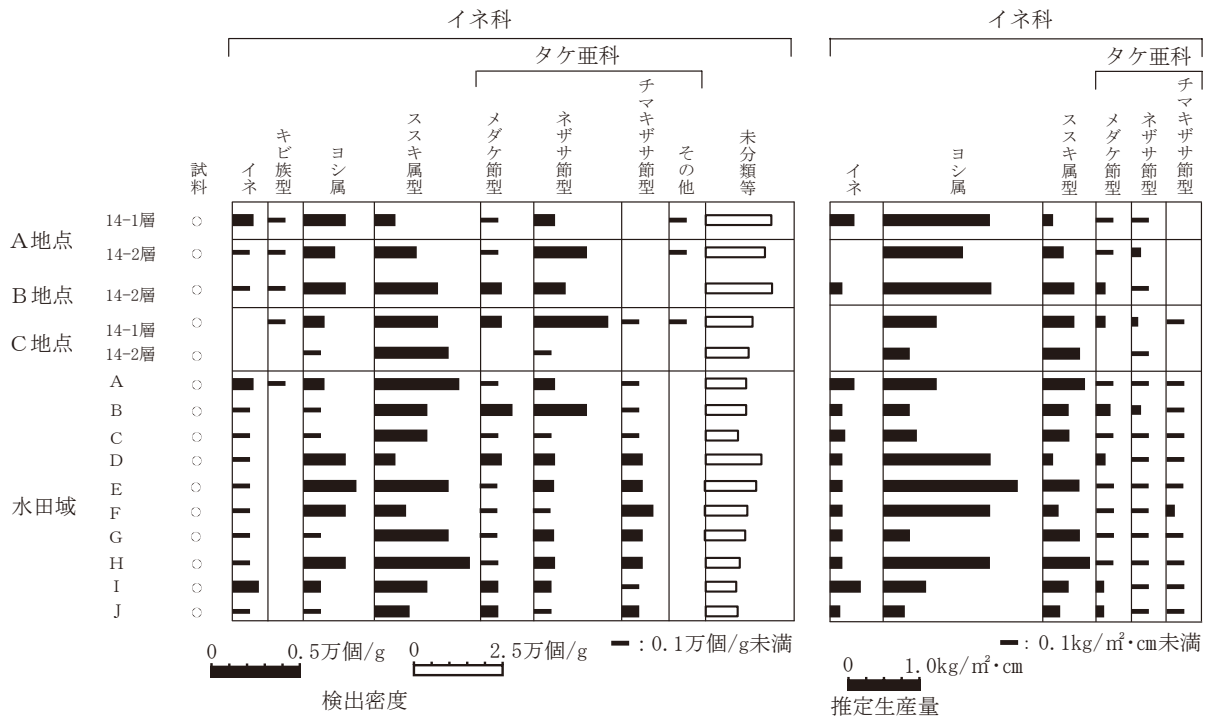 イネ科
イネ科
タケ亜科
タケ亜科
試料
イネ
キビ族型
ヨシ属
ススキ属型
メダケ節型
ネザサ節型
チマキザサ節型
その他
未分類等
イネ
ヨシ属
ススキ属型
メダケ節型
ネザサ節型
チマキザサ節型
A地点
14-1層
14-2層
B地点
14-2層
C地点
14-1層
14-2層
水田域
A
B
C
D
E
F
G
H
I
J
0 0.5万個/g
0 2.5万個/g
:0.1万個/g未満
検出密度
:0.1kg/㎡・cm未満
0 1.0kg/㎡・cm
推定生産量